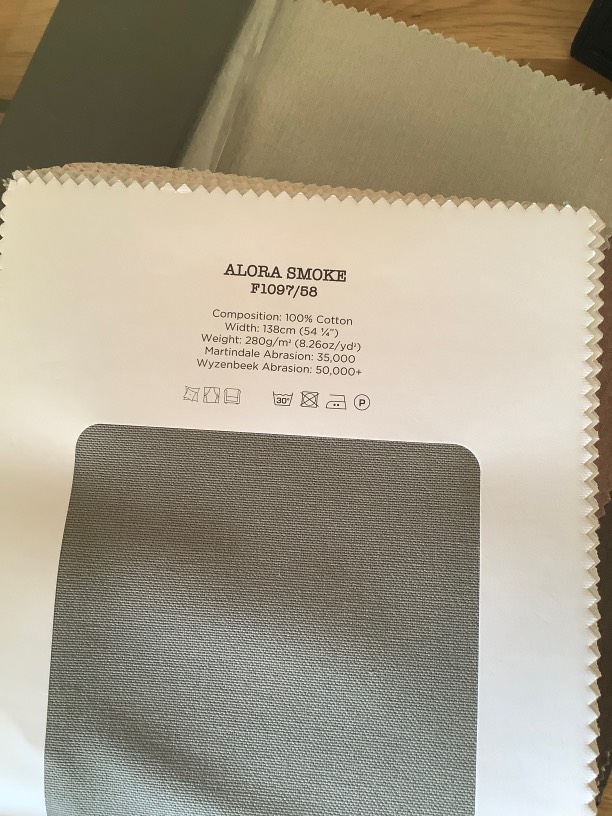 ALORA SMOKE
F1097/58
Composition: 100% Cotton
Width: 138cm (54 ¼")
Weight: 280g/m² (8.26oz/yd²)
Martindale Abrasion: 35,000
Wyzenbeek Abrasion: 50,000+
30° P